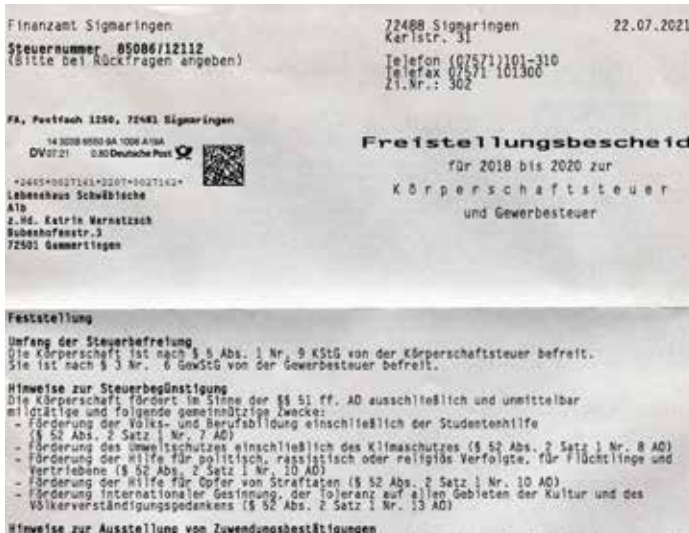 Finanzamt Sigmaringen
Steuernummer 85086/12112
(Bitte bei Rückfragen angeben)
72488 Sigmaringen 22.07.2021
Karlstr. 31
Telefon (07571)101-310
Telefax 07571 101300
Zi.Nr.: 302
FA, Postfach 1250, 72481 Sigmaringen
DV 07.21 0,80 Deutsche Post
Freistellungsbescheid
für 2018 bis 2020 zur
Körperschaftsteuer
und Gewerbesteuer
*2465*0027161*2207*0027162*
Lebenshaus Schwäbische
Alb
z.Hd. Katrin Warnatzsch
Bubenhofenstr.3
72501 Gammertingen
Feststellung
Umfang der Steuerbefreiung
Die Körperschaft ist nach § 5 Abs. 1 Nr. 9 KStG von der Körperschaftsteuer befreit.
Sie ist nach § 3 Nr. 6 GewStG von der Gewerbesteuer befreit.
Hinweise zur Steuerbegünstigung
Die Körperschaft fördert im Sinne der §§ 51 ff. AO ausschließlich und unmittelbar
mildtätige und folgende gemeinnützige Zwecke:
- Förderung der Volks- und Berufsbildung einschließlich der Studentenhilfe
(§ 52 Abs. 2 Satz 1 Nr. 7 AO)
- Förderung des Umweltschutzes einschließlich des Klimaschutzes (§ 52 Abs. 2 Satz 1 Nr. 8 AO)
- Förderung der Hilfe für politisch, rassistisch oder religiös Verfolgte, für Flüchtlinge und
Vertriebene (§ 52 Abs. 2 Satz 1 Nr. 10 AO)
- Förderung der Hilfe für Opfer von Straftaten (§ 52 Abs. 2 Satz 1 Nr. 10 AO)
- Förderung internationaler Gesinnung, der Toleranz auf allen Gebieten der Kultur und des
Völkerverständigungsgedankens (§ 52 Abs. 2 Satz 1 Nr. 13 AO)
Hinweise zur Ausstellung von Zuwendungsbestätigungen